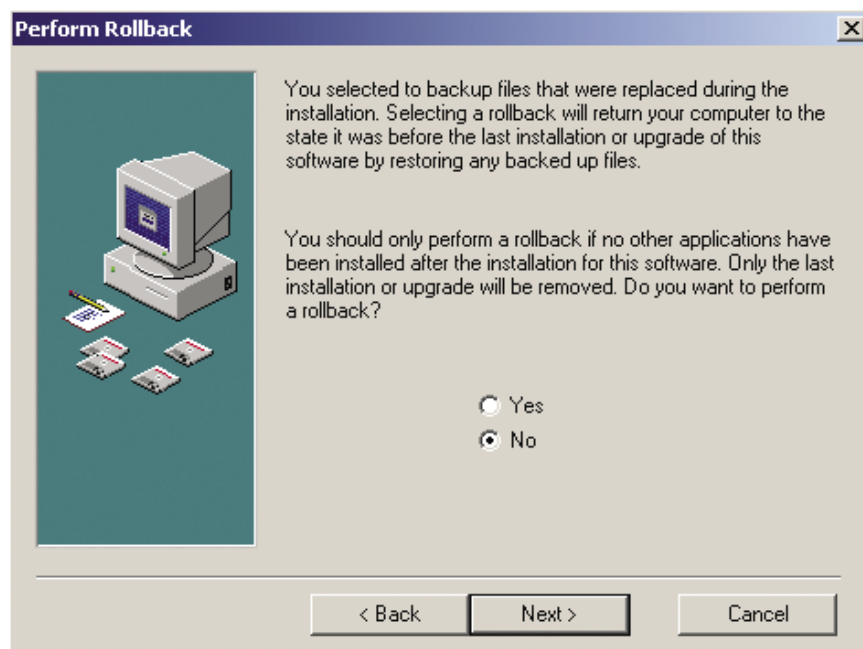 Perform Rollback
You selected to backup files that were replaced during the
installation. Selecting a rollback will return your computer to the
state it was before the last installation or upgrade of this
software by restoring any backed up files.
You should only perform a rollback if no other applications have
been installed after the installation for this software. Only the last
installation or upgrade will be removed. Do you want to perform
a rollback?
Yes
No
< Back
Next >
Cancel